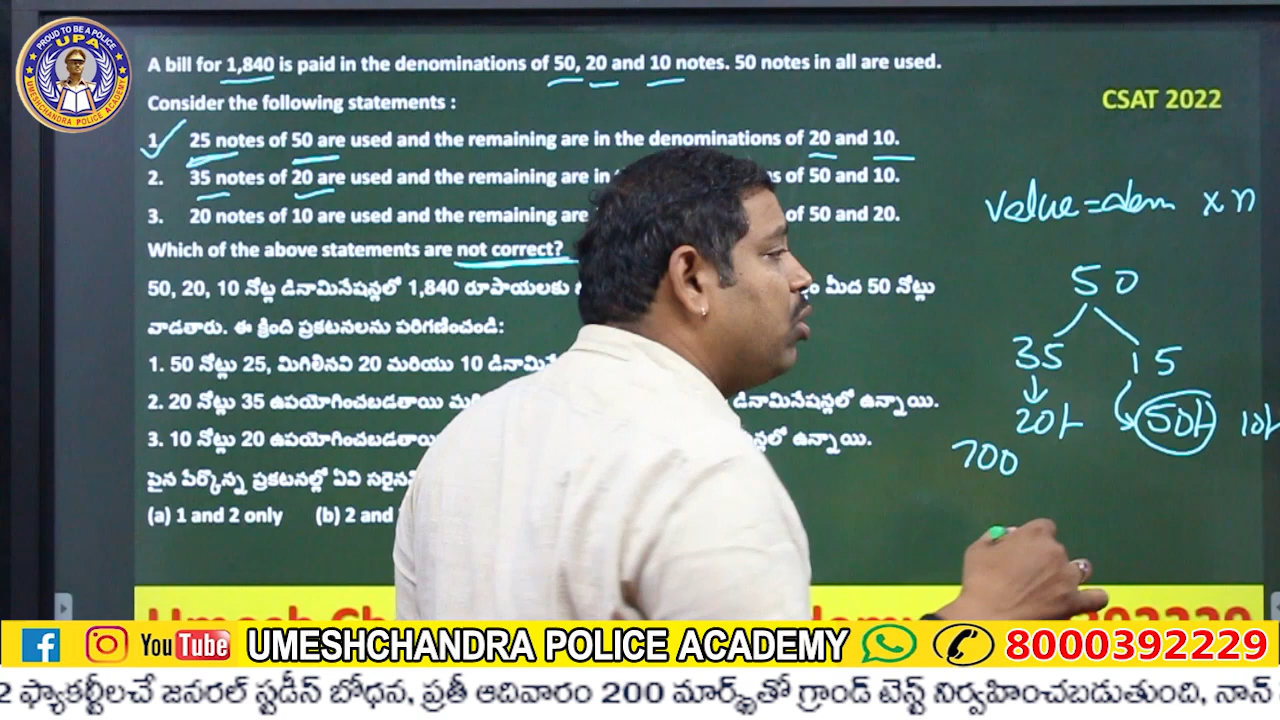 PROUD TO BE A POLICE
UPA
UMESHCHANDRA POLICE ACADEMY
A bill for 1,840 is paid in the denominations of 50, 20 and 10 notes. 50 notes in all are used.
Consider the following statements :
CSAT 2022
1. 25 notes of 50 are used and the remaining are in the denominations of 20 and 10.
2. 35 notes of 20 are used and the remaining are in s of 50 and 10.
3. 20 notes of 10 are used and the remaining are of 50 and 20.
Which of the above statements are not correct?
50, 20, 10 నోట్ల డినామినేషన్లలో 1,840 రూపాయలకు మీద 50 నోట్లు
వాడతారు. ఈ క్రింది ప్రకటనలను పరిగణించండి:
1. 50 నోట్లు 25, మిగిలినవి 20 మరియు 10
2. 20 నోట్లు 35 ఉపయోగించబడతాయి డినామినేషన్లలో ఉన్నాయి.
3. 10 నోట్లు 20 ఉపయోగించబడతాయి ఉన్నాయి.
పైన పేర్కొన్న ప్రకటనల్లో ఏవి
(a) 1 and 2 only (b) 2 and
value = den x n
50
35 15
20/- 50/- 10/-
700
UMESHCHANDRA POLICE ACADEMY 8000392229
YouTube
2 ఫ్యాకల్టీలచే జనరల్ స్టడీస్ బోధన, ప్రతీ ఆదివారం 200 మార్క్స్‌తో గ్రాండ్ టెస్ట్ నిర్వహించబడుతుంది, నాన్